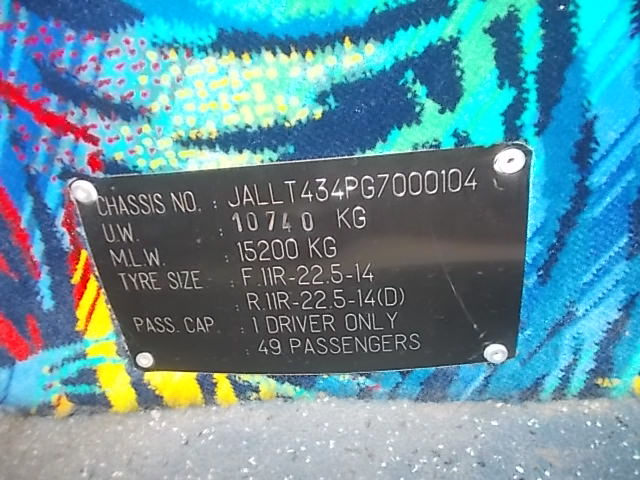 CHASSIS NO. : JALLT434PG7000104
U.W. : 10740 KG
M.L.W. : 15200 KG
TYRE SIZE : F.11R-22.5-14
: R.11R-22.5-14(D)
PASS. CAP. : 1 DRIVER ONLY
: 49 PASSENGERS